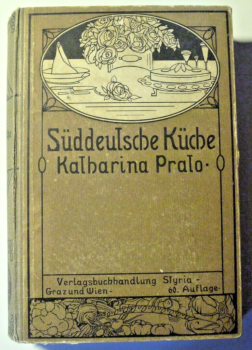 Süddeutsche Küche
Katharina Prato.
Verlagsbuchhandlung Styria -
Graz und Wien - 60. Auflage-